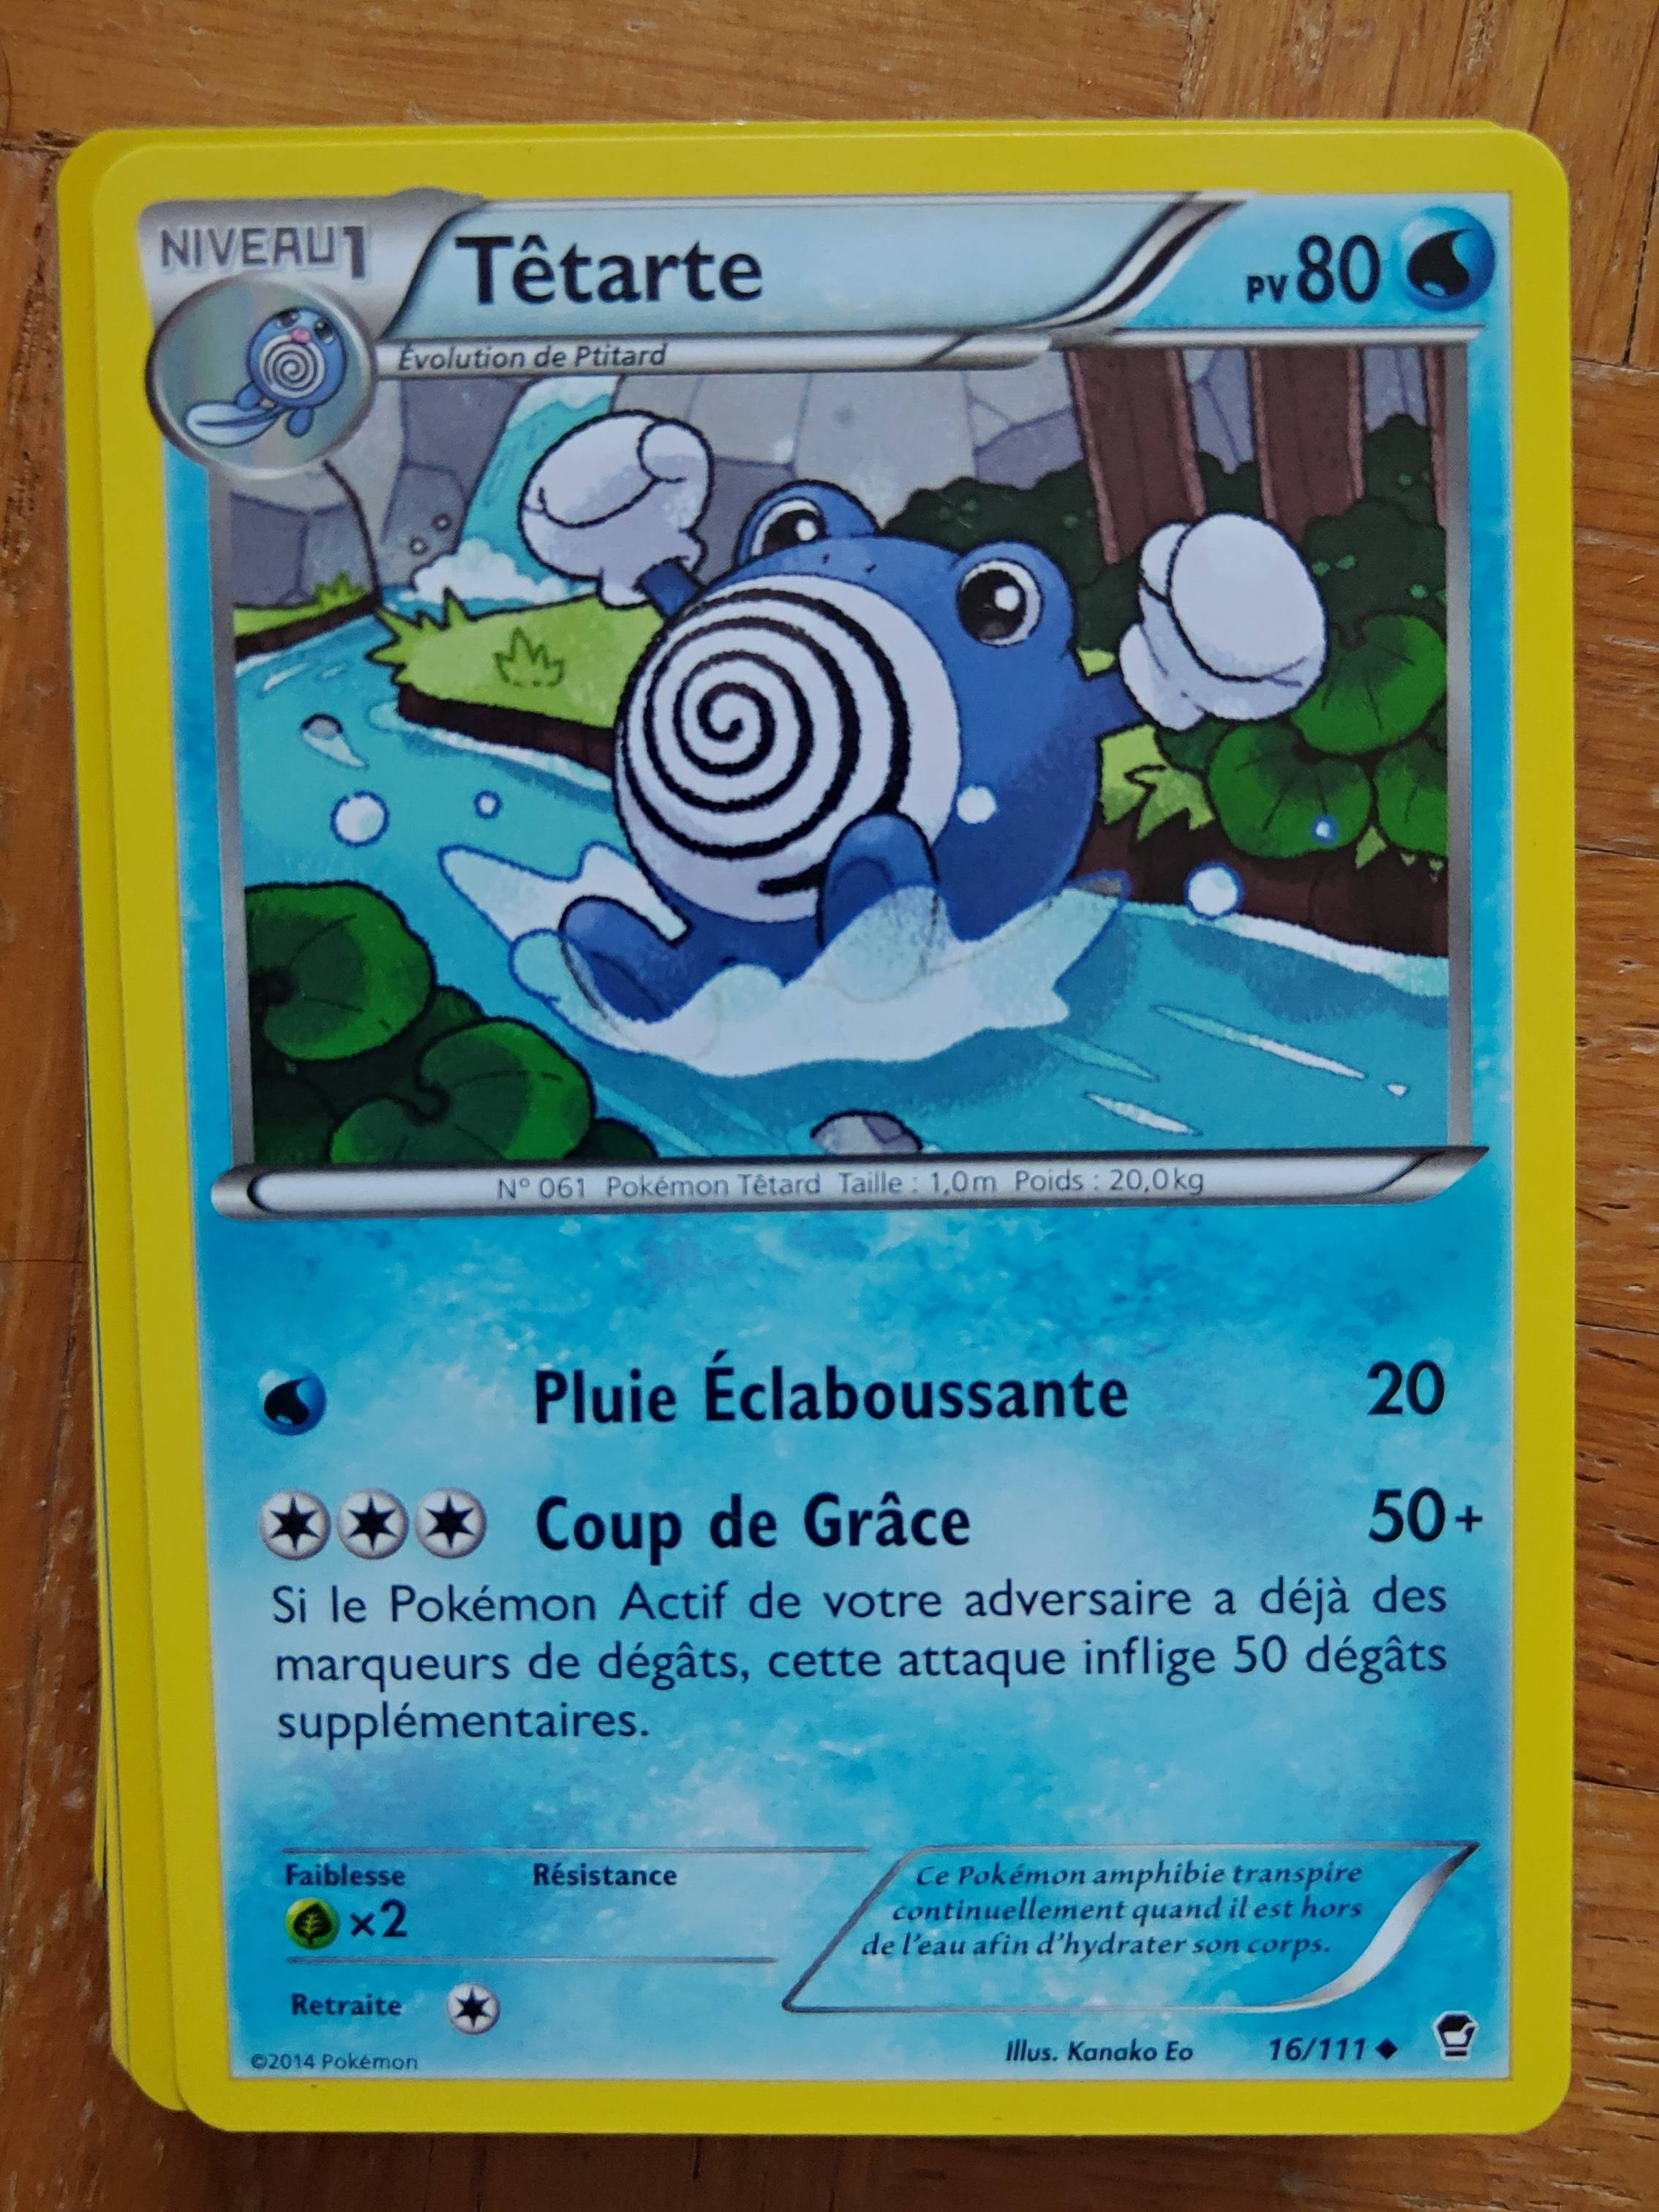 NIVEAU 1
Têtarte
PV 80
Évolution de Ptitard
N° 061 Pokémon Têtard Taille : 1,0m Poids : 20,0kg
Pluie Éclaboussante 20
Coup de Grâce 50+
Si le Pokémon Actif de votre adversaire a déjà des
marqueurs de dégâts, cette attaque inflige 50 dégâts
supplémentaires.
Faiblesse Résistance
×2
Retraite
Ce Pokémon amphibie transpire
continuellement quand il est hors
de l'eau afin d'hydrater son corps.
Illus. Kanako Eo 16/111
©2014 Pokémon